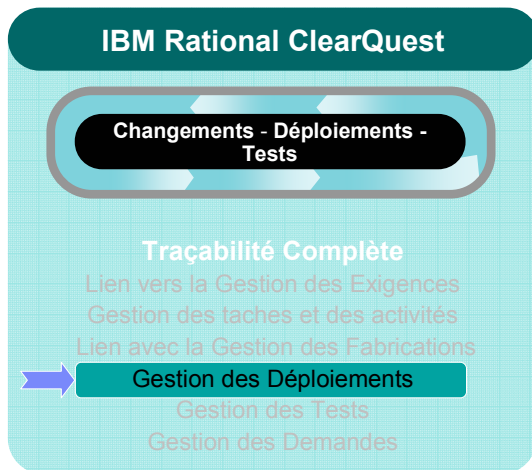 IBM Rational ClearQuest
Changements - Déploiements -
Tests
Traçabilité Complète
Lien vers la Gestion des Exigences
Gestion des taches et des activités
Lien avec la Gestion des Fabrications
Gestion des Déploiements
Gestion des Tests
Gestion des Demandes